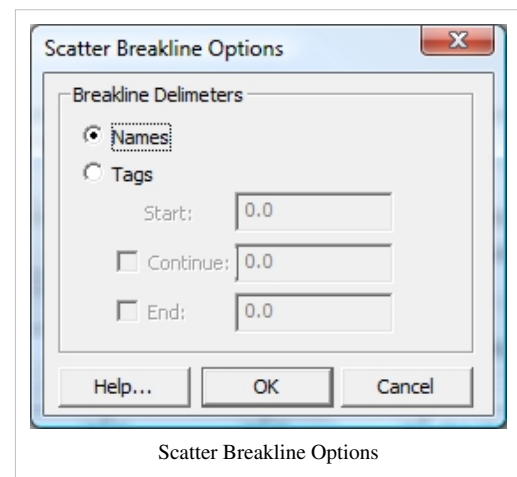 Scatter Breakline Options
X
Breakline Delimeters
Names
Tags
Start: 0.0
Continue: 0.0
End: 0.0
Help... OK Cancel
Scatter Breakline Options